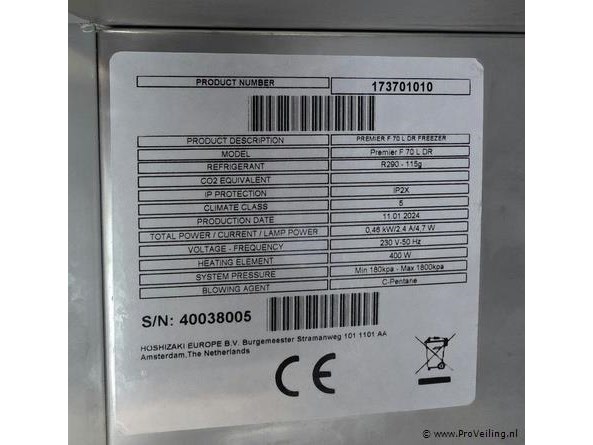 PRODUCT NUMBER 173701010
PRODUCT DESCRIPTION PREMIER F 70 L DR FREEZER
MODEL Premier F 70 L DR
REFRIGERANT R290 - 115g
CO2 EQUIVALENT
IP PROTECTION IP2X
CLIMATE CLASS 5
PRODUCTION DATE 11.01.2024
TOTAL POWER / CURRENT / LAMP POWER 0,46 kW/2,4 A/4,7 W
VOLTAGE - FREQUENCY 230 V-50 Hz
HEATING ELEMENT 400 W
SYSTEM PRESSURE Min 180kpa - Max 1800kpa
BLOWING AGENT C-Pentane
S/N: 40038005
HOSHIZAKI EUROPE B.V. Burgemeester Stramanweg 101 1101 AA
Amsterdam,The Netherlands
CE
© - www.ProVeiling.nl